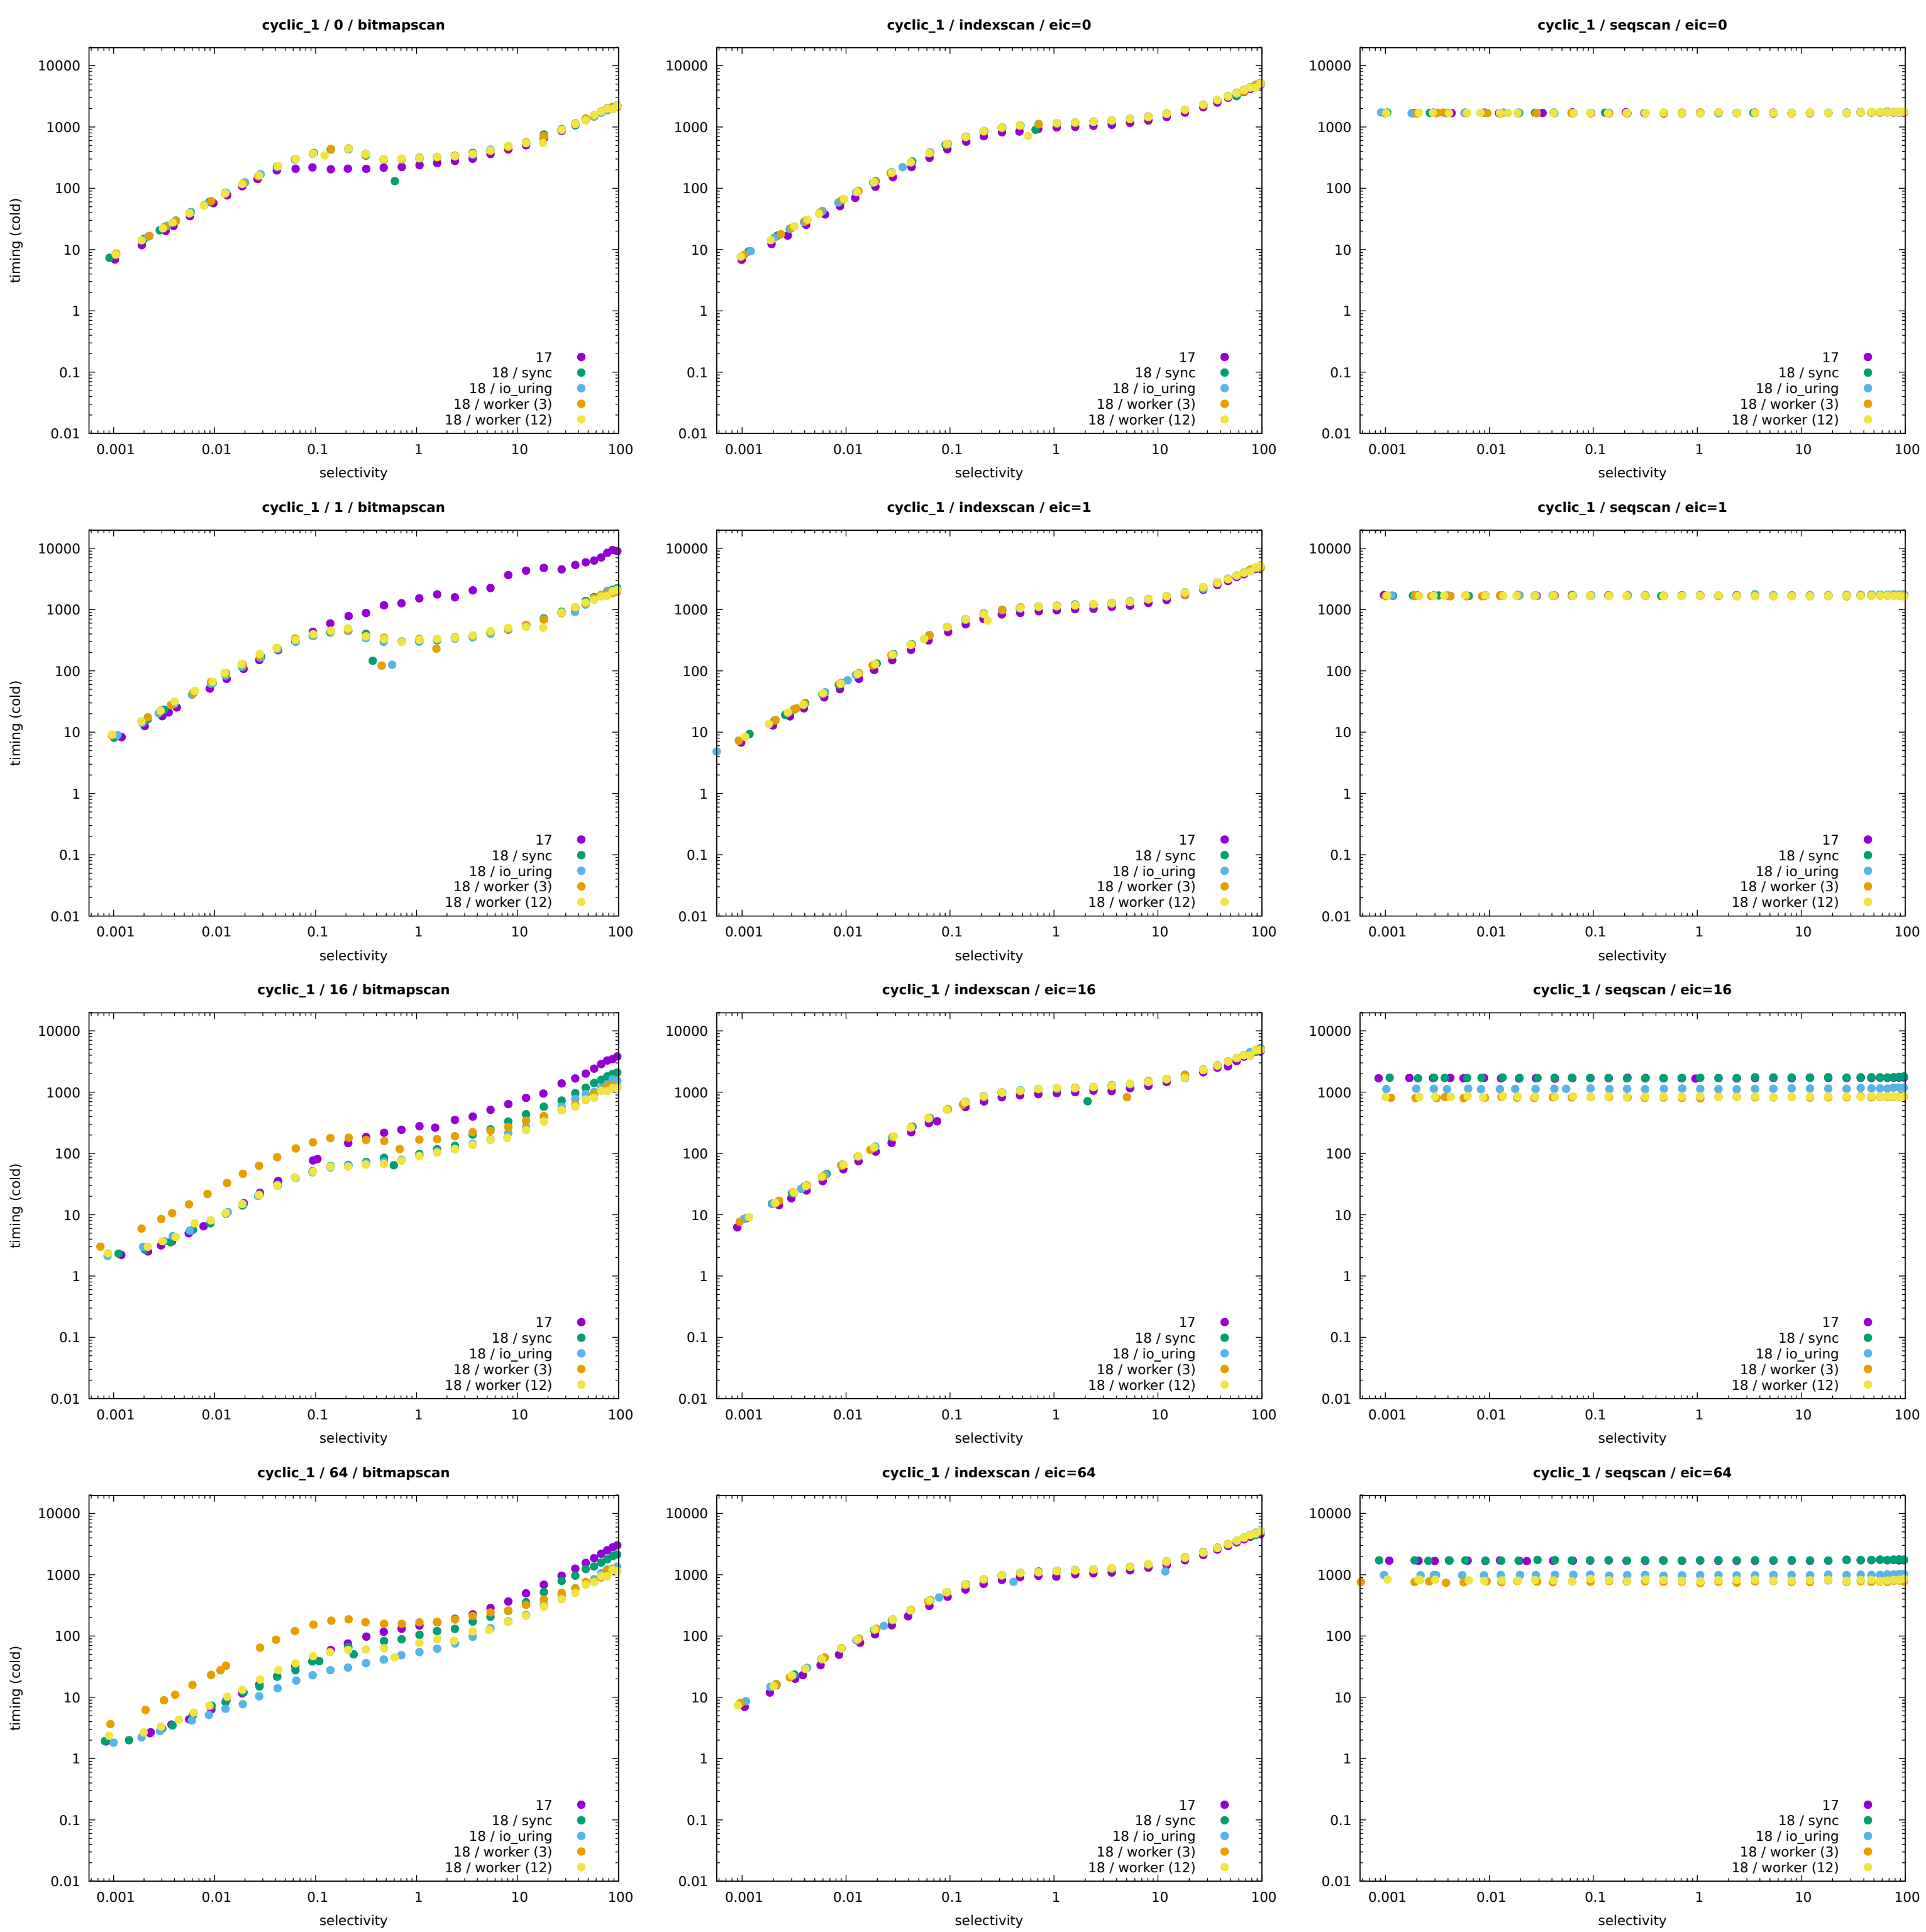 cyclic_1 / 0 / bitmapscan
timing (cold)
10000
1000
100
10
1
0.1
0.01
17
18 / sync
18 / io_uring
18 / worker (3)
18 / worker (12)
0.001 0.01 0.1 1 10 100
selectivity
cyclic_1 / indexscan / eic=0
10000
1000
100
10
1
0.1
0.01
17
18 / sync
18 / io_uring
18 / worker (3)
18 / worker (12)
0.001 0.01 0.1 1 10 100
selectivity
cyclic_1 / seqscan / eic=0
10000
1000
100
10
1
0.1
0.01
17
18 / sync
18 / io_uring
18 / worker (3)
18 / worker (12)
0.001 0.01 0.1 1 10 100
selectivity
cyclic_1 / 1 / bitmapscan
timing (cold)
10000
1000
100
10
1
0.1
0.01
17
18 / sync
18 / io_uring
18 / worker (3)
18 / worker (12)
0.001 0.01 0.1 1 10 100
selectivity
cyclic_1 / indexscan / eic=1
10000
1000
100
10
1
0.1
0.01
17
18 / sync
18 / io_uring
18 / worker (3)
18 / worker (12)
0.001 0.01 0.1 1 10 100
selectivity
cyclic_1 / seqscan / eic=1
10000
1000
100
10
1
0.1
0.01
17
18 / sync
18 / io_uring
18 / worker (3)
18 / worker (12)
0.001 0.01 0.1 1 10 100
selectivity
cyclic_1 / 16 / bitmapscan
timing (cold)
10000
1000
100
10
1
0.1
0.01
17
18 / sync
18 / io_uring
18 / worker (3)
18 / worker (12)
0.001 0.01 0.1 1 10 100
selectivity
cyclic_1 / indexscan / eic=16
10000
1000
100
10
1
0.1
0.01
17
18 / sync
18 / io_uring
18 / worker (3)
18 / worker (12)
0.001 0.01 0.1 1 10 100
selectivity
cyclic_1 / seqscan / eic=16
10000
1000
100
10
1
0.1
0.01
17
18 / sync
18 / io_uring
18 / worker (3)
18 / worker (12)
0.001 0.01 0.1 1 10 100
selectivity
cyclic_1 / 64 / bitmapscan
timing (cold)
10000
1000
100
10
1
0.1
0.01
17
18 / sync
18 / io_uring
18 / worker (3)
18 / worker (12)
0.001 0.01 0.1 1 10 100
selectivity
cyclic_1 / indexscan / eic=64
10000
1000
100
10
1
0.1
0.01
17
18 / sync
18 / io_uring
18 / worker (3)
18 / worker (12)
0.001 0.01 0.1 1 10 100
selectivity
cyclic_1 / seqscan / eic=64
10000
1000
100
10
1
0.1
0.01
17
18 / sync
18 / io_uring
18 / worker (3)
18 / worker (12)
0.001 0.01 0.1 1 10 100
selectivity